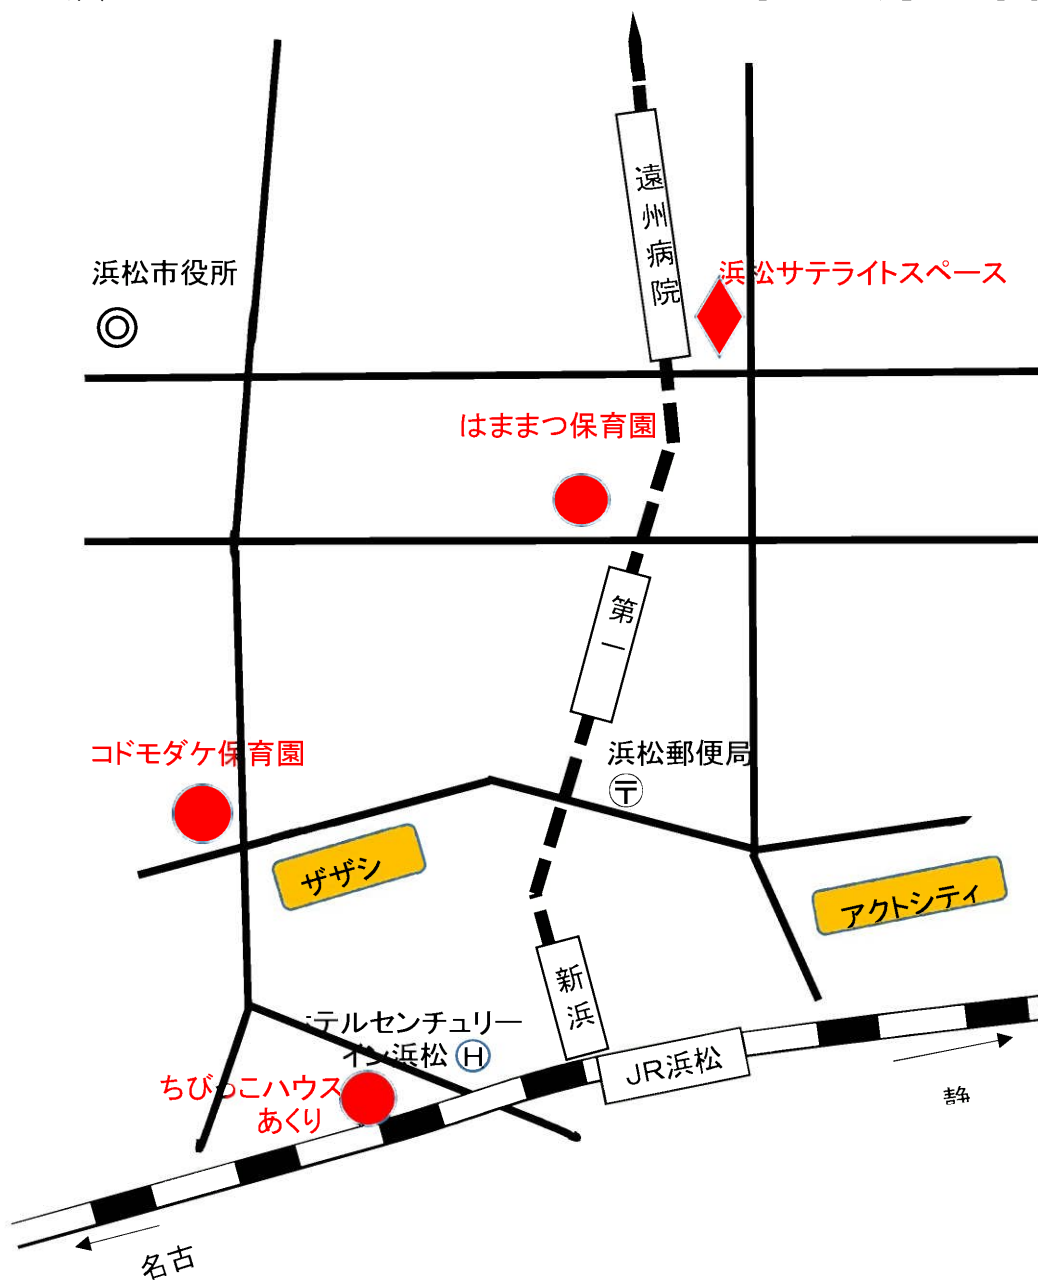 遠州病院
浜松市役所
浜松サテライトスペース
はままつ保育園
第一
浜松郵便局
〒
コドモダケ保育園
ザザシ
アクトシティ
新浜
テルセンチュリー
イン浜松 H
JR浜松
ちびっこハウス
あくり
静
名古